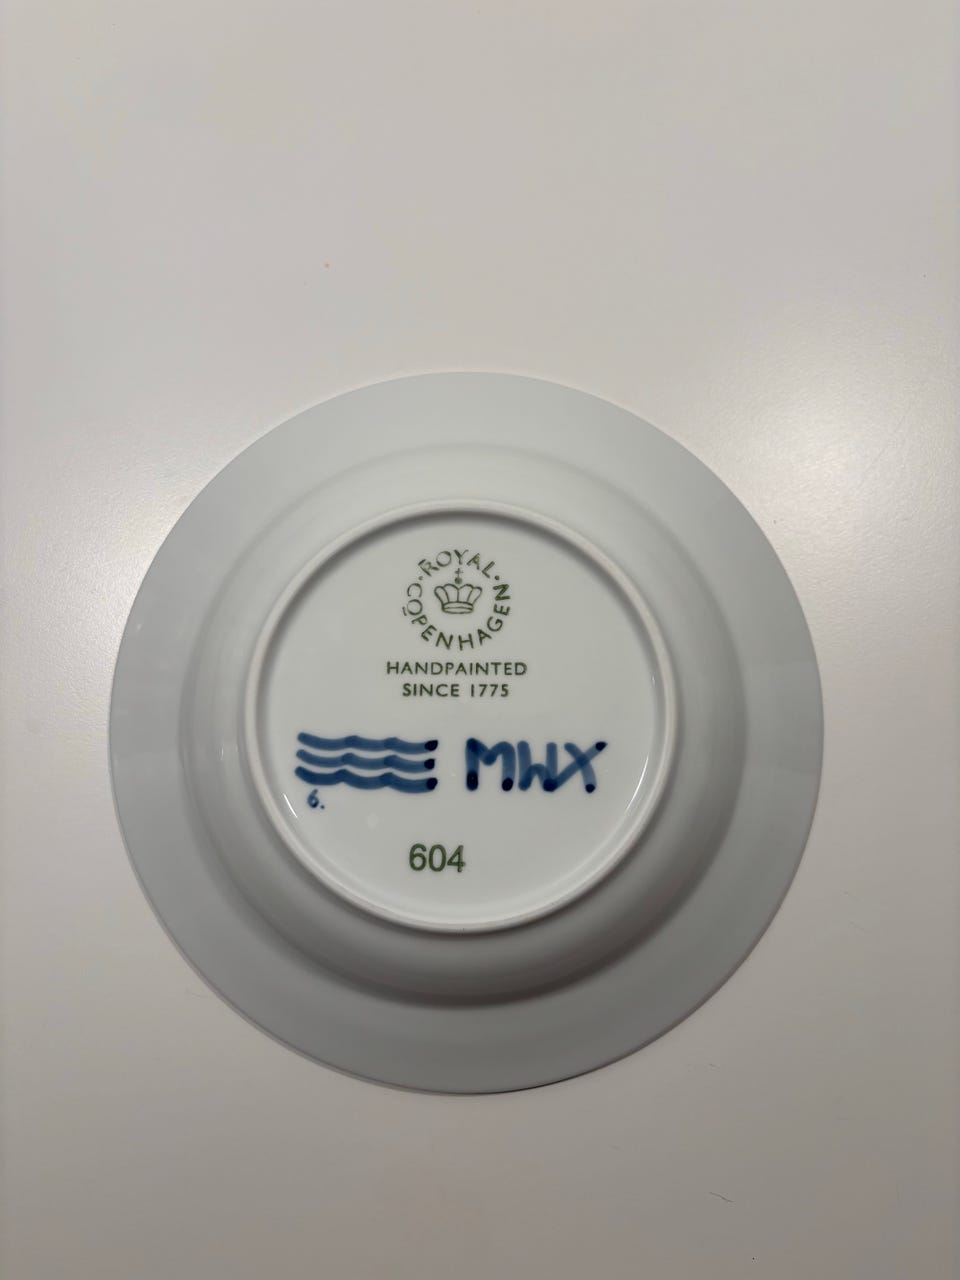 ROYAL
COPENHAGEN
HANDPAINTED
SINCE 1775
MWX
6.
604